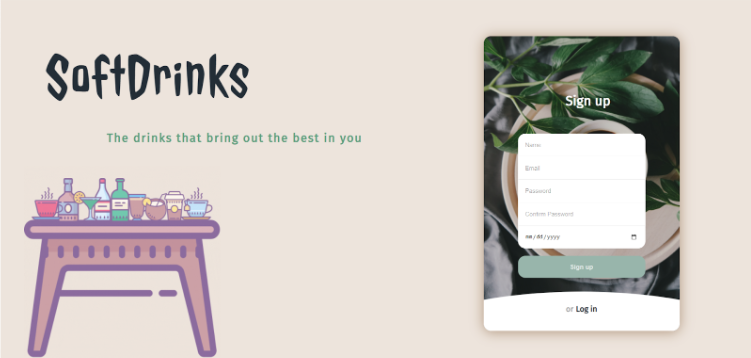 SoftDrinks
The drinks that bring out the best in you
Sign up
Name
Email
Password
Confirm Password
mm/dd/yyyy
Sign up
or Log in